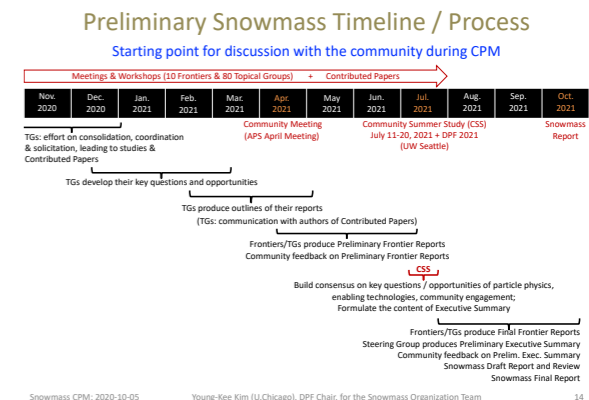 Preliminary Snowmass Timeline / Process
Starting point for discussion with the community during CPM
Meetings & Workshops (10 Frontiers & 80 Topical Groups) + Contributed Papers
Nov. 2020 Dec. 2020 Jan. 2021 Feb. 2021 Mar. 2021 Apr. 2021 May 2021 Jun. 2021 Jul. 2021 Aug. 2021 Sep. 2021 Oct. 2021
Community Meeting
(APS April Meeting)
Community Summer Study (CSS)
July 11-20, 2021 + DPF 2021
(UW Seattle)
Snowmass
Report
TGs: effort on consolidation, coordination
& solicitation, leading to studies &
Contributed Papers
TGs develop their key questions and opportunities
TGs produce outlines of their reports
(TGs: communication with authors of Contributed Papers)
Frontiers/TGs produce Preliminary Frontier Reports
Community feedback on Preliminary Frontier Reports
CSS
Build consensus on key questions / opportunities of particle physics,
enabling technologies, community engagement;
Formulate the content of Executive Summary
Frontiers/TGs produce Final Frontier Reports
Steering Group produces Preliminary Executive Summary
Community feedback on Prelim. Exec. Summary
Snowmass Draft Report and Review
Snowmass Final Report
Snowmass CPM: 2020-10-05 Young-Kee Kim (U.Chicago), DPF Chair, for the Snowmass Organization Team 14